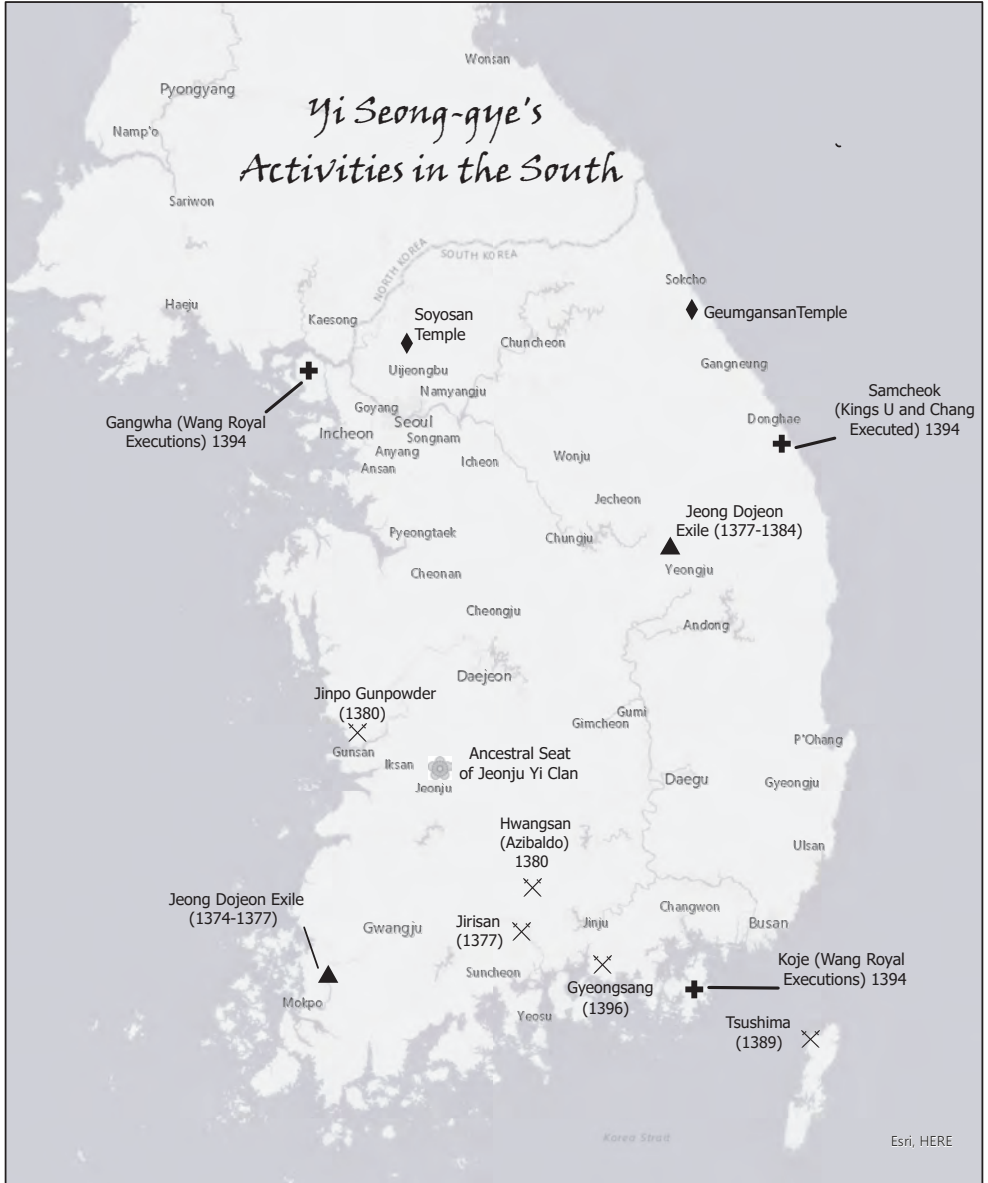 Wonsan
Pyongyang
Yi Seong-gye's
Activities in the South
Namp'o
Sariwon
NORTH KOREA
SOUTH KOREA
Sokcho
Haeju
Kaesong
Soyosan
Temple
GeumgansanTemple
Chuncheon
Uijeongbu
Gangneung
Namyangju
Goyang
Gangwha (Wang Royal
Executions) 1394
Seoul
Incheon
Songnam
Anyang
Ansan
Icheon
Wonju
Samcheok
(Kings U and Chang
Executed) 1394
Donghae
Jecheon
Jeong Dojeon
Exile (1377-1384)
Pyeongtaek
Chungju
Yeongju
Cheonan
Cheongju
Andong
Daejeon
Jinpo Gunpowder
(1380)
Gumi
Gimcheon
P'Ohang
Gunsan
Iksan
Ancestral Seat
of Jeonju Yi Clan
Jeonju
Daegu
Gyeongju
Hwangsan
(Azibaldo)
1380
Ulsan
Jeong Dojeon Exile
(1374-1377)
Gwangju
Jirisan
(1377)
Jinju
Changwon
Busan
Suncheon
Gyeongsang
(1396)
Koje (Wang Royal
Executions) 1394
Mokpo
Yeosu
Tsushima
(1389)
Korea Strait
Esri, HERE